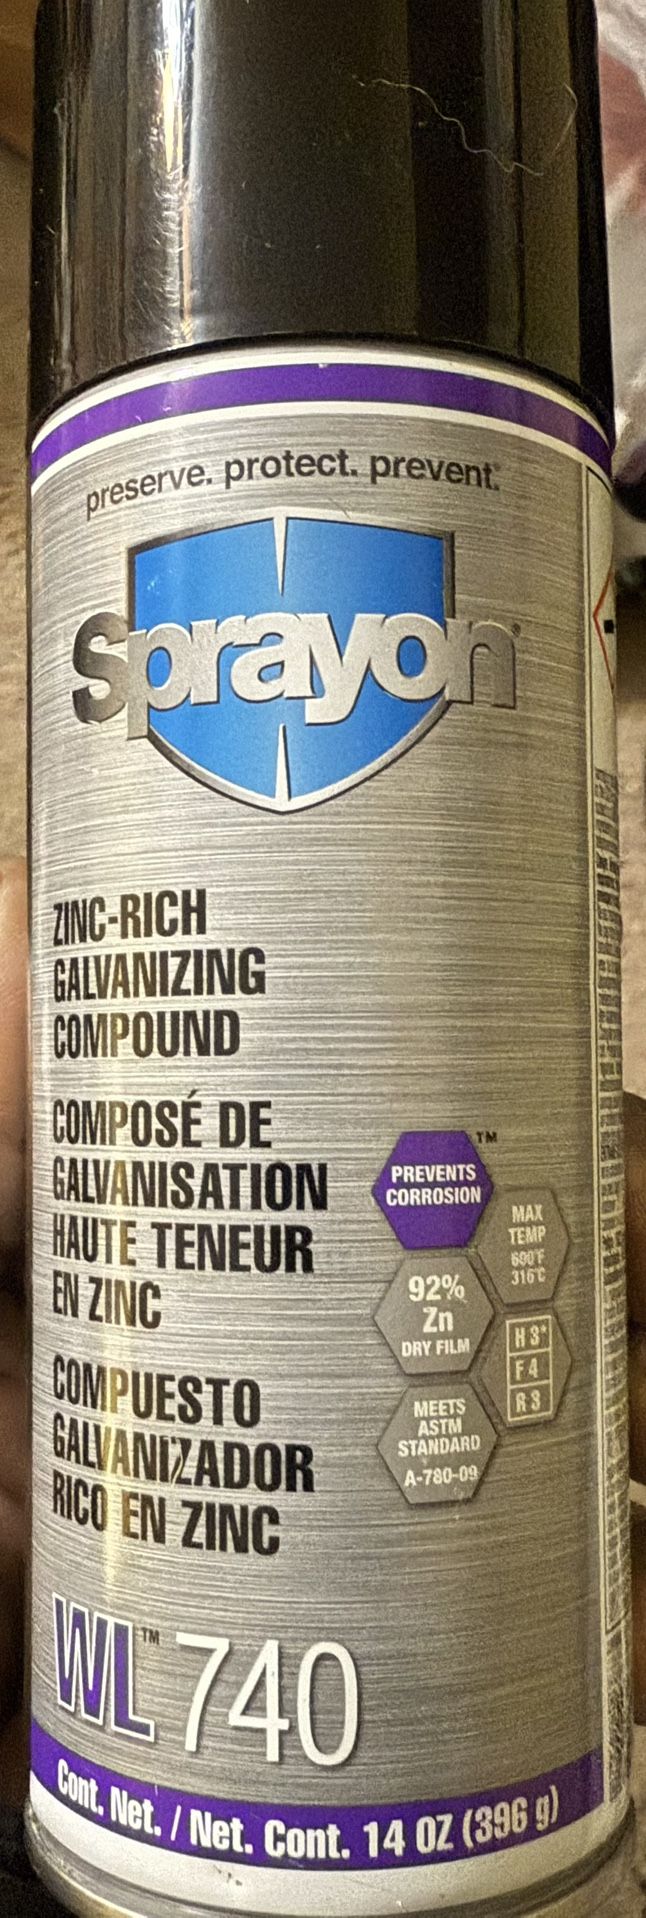 preserve. protect. prevent.
Sprayon®
ZINC-RICH
GALVANIZING
COMPOUND
COMPOSÉ DE
GALVANISATION
HAUTE TENEUR
EN ZINC
COMPUESTO
GALVANIZADOR
RICO EN ZINC
PREVENTS
CORROSION
™
MAX
TEMP
600°F
316°C
92%
Zn
DRY FILM
H 3*
F 4
R 3
MEETS
ASTM
STANDARD
A-780-09
WL™ 740
Cont. Net. / Net. Cont. 14 OZ (396 g)